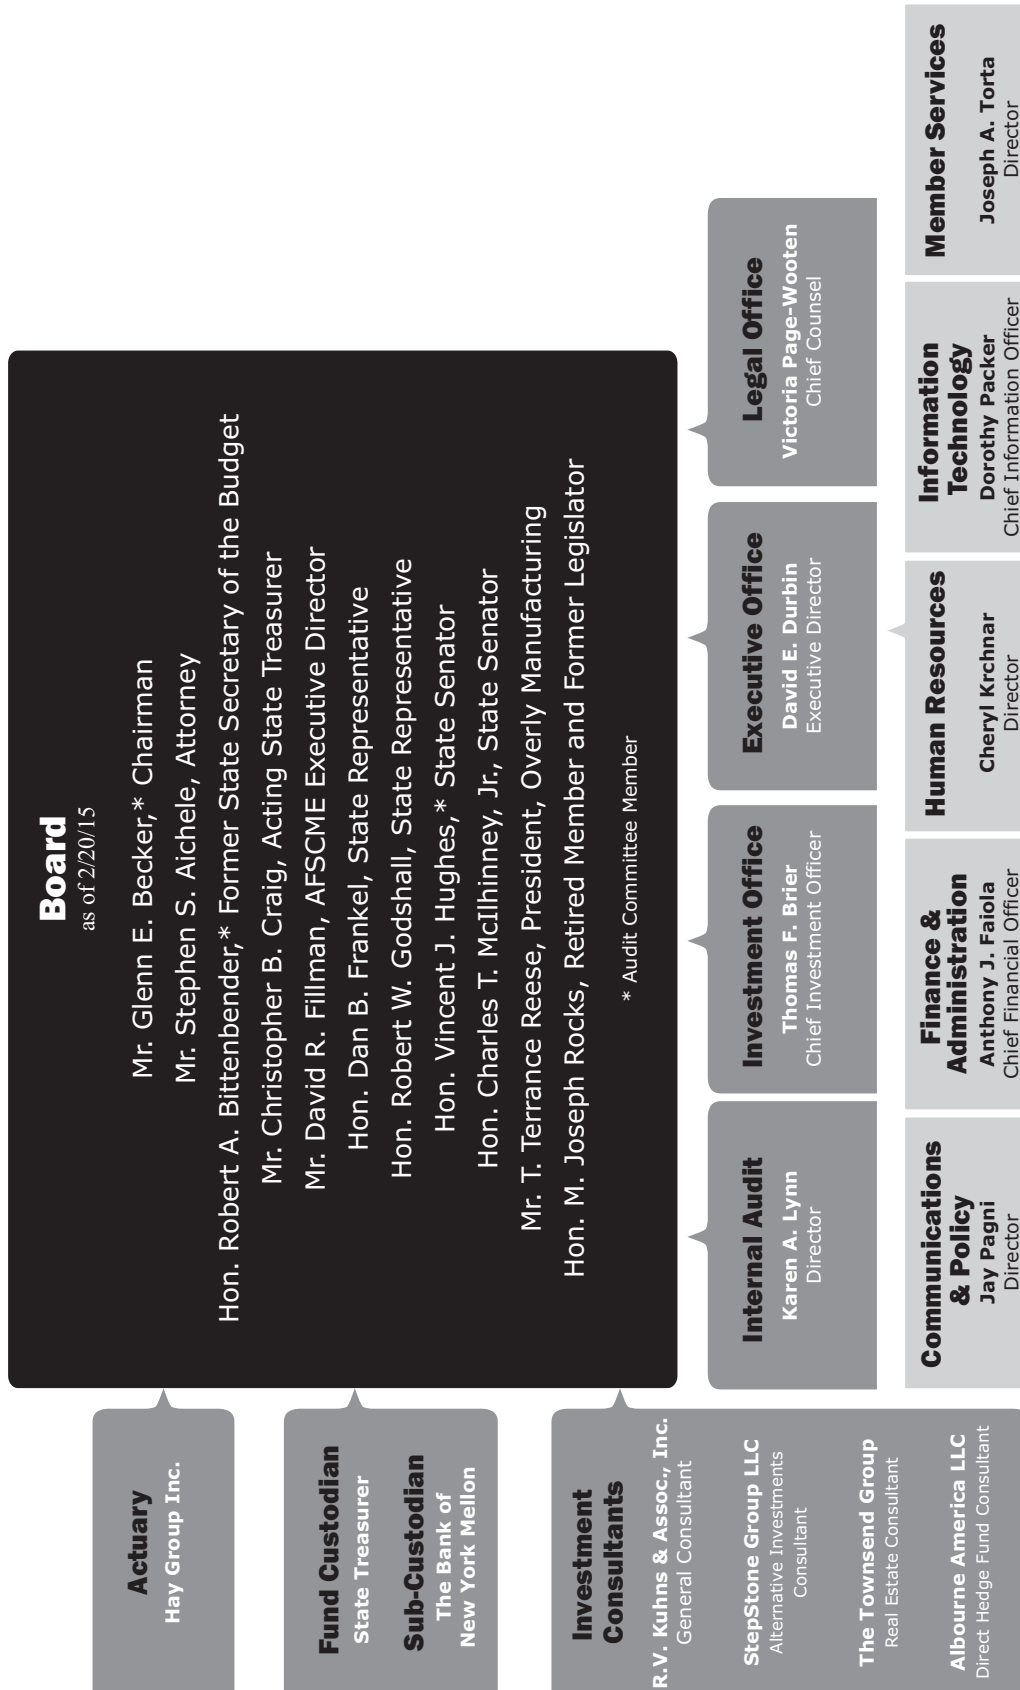 Board
as of 2/20/15
Mr. Glenn E. Becker,* Chairman
Mr. Stephen S. Aichele, Attorney
Hon. Robert A. Bittenbender,* Former State Secretary of the Budget
Mr. Christopher B. Craig, Acting State Treasurer
Mr. David R. Fillman, AFSCME Executive Director
Hon. Dan B. Frankel, State Representative
Hon. Robert W. Godshall, State Representative
Hon. Vincent J. Hughes,* State Senator
Hon. Charles T. McIlhinney, Jr., State Senator
Mr. T. Terrance Reese, President, Overly Manufacturing
Hon. M. Joseph Rocks, Retired Member and Former Legislator
* Audit Committee Member
Actuary
Hay Group Inc.
Fund Custodian
State Treasurer
Sub-Custodian
The Bank of
New York Mellon
Investment
Consultants
R.V. Kuhns & Assoc., Inc.
General Consultant
StepStone Group LLC
Alternative Investments
Consultant
The Townsend Group
Real Estate Consultant
Albourne America LLC
Direct Hedge Fund Consultant
Internal Audit
Karen A. Lynn
Director
Investment Office
Thomas F. Brier
Chief Investment Officer
Executive Office
David E. Durbin
Executive Director
Legal Office
Victoria Page-Wooten
Chief Counsel
Communications
& Policy
Jay Pagni
Director
Finance &
Administration
Anthony J. Faiola
Chief Financial Officer
Human Resources
Cheryl Krchnar
Director
Information
Technology
Dorothy Packer
Chief Information Officer
Member Services
Joseph A. Torta
Director